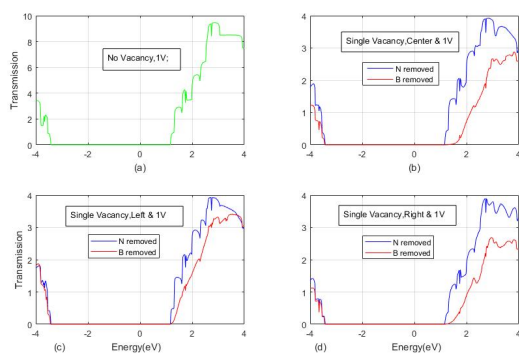 10
8
6
4
2
0
Transmission
No Vacancy,1V;
-4
-2
0
2
4
(a)
4
3
2
1
0
Single Vacancy,Center & 1V
N removed
B removed
-4
-2
0
2
4
(b)
4
3
2
1
0
Transmission
Single Vacancy,Left & 1V
N removed
B removed
-4
-2
0
2
4
(c)
Energy(eV)
4
3
2
1
0
Single Vacancy,Right & 1V
N removed
B removed
-4
-2
0
2
4
(d)
Energy(eV)